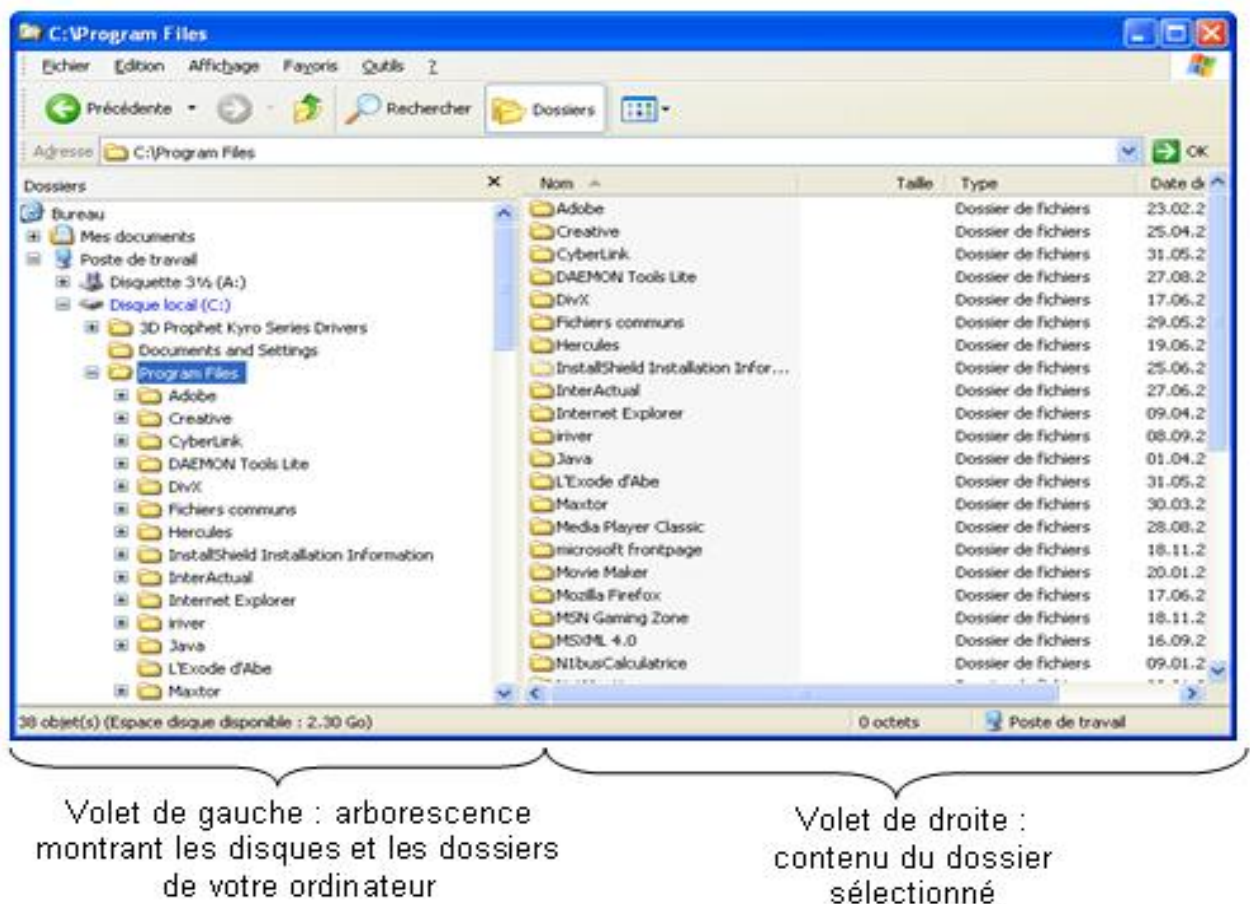 C:\Program Files
Fichier Edition Affichage Favoris Outils ?
Précédente Rechercher Dossiers
Adresse C:\Program Files OK
Dossiers
Bureau
Mes documents
Poste de travail
Disquette 3½ (A:)
Disque local (C:)
3D Prophet Kyro Series Drivers
Documents and Settings
Program Files
Adobe
Creative
CyberLink
DAEMON Tools Lite
DivX
Fichiers communs
Hercules
InstallShield Installation Information
InterActual
Internet Explorer
iriver
Java
L'Exode d'Abe
Maxtor
Nom Taille Type Date de
Adobe Dossier de fichiers 23.02.2
Creative Dossier de fichiers 25.04.2
CyberLink Dossier de fichiers 31.05.2
DAEMON Tools Lite Dossier de fichiers 27.08.2
DivX Dossier de fichiers 17.06.2
Fichiers communs Dossier de fichiers 29.05.2
Hercules Dossier de fichiers 19.06.2
InstallShield Installation Infor... Dossier de fichiers 25.06.2
InterActual Dossier de fichiers 27.06.2
Internet Explorer Dossier de fichiers 09.04.2
iriver Dossier de fichiers 08.09.2
Java Dossier de fichiers 01.04.2
L'Exode d'Abe Dossier de fichiers 31.05.2
Maxtor Dossier de fichiers 30.03.2
Media Player Classic Dossier de fichiers 28.08.2
microsoft frontpage Dossier de fichiers 18.11.2
Movie Maker Dossier de fichiers 20.01.2
Mozilla Firefox Dossier de fichiers 17.06.2
MSN Gaming Zone Dossier de fichiers 18.11.2
MSXML 4.0 Dossier de fichiers 16.09.2
N1busCalculatrice Dossier de fichiers 09.01.2
38 objet(s) (Espace disque disponible : 2.30 Go) 0 octets Poste de travail
Volet de gauche : arborescence
montrant les disques et les dossiers
de votre ordinateur
Volet de droite :
contenu du dossier
sélectionné